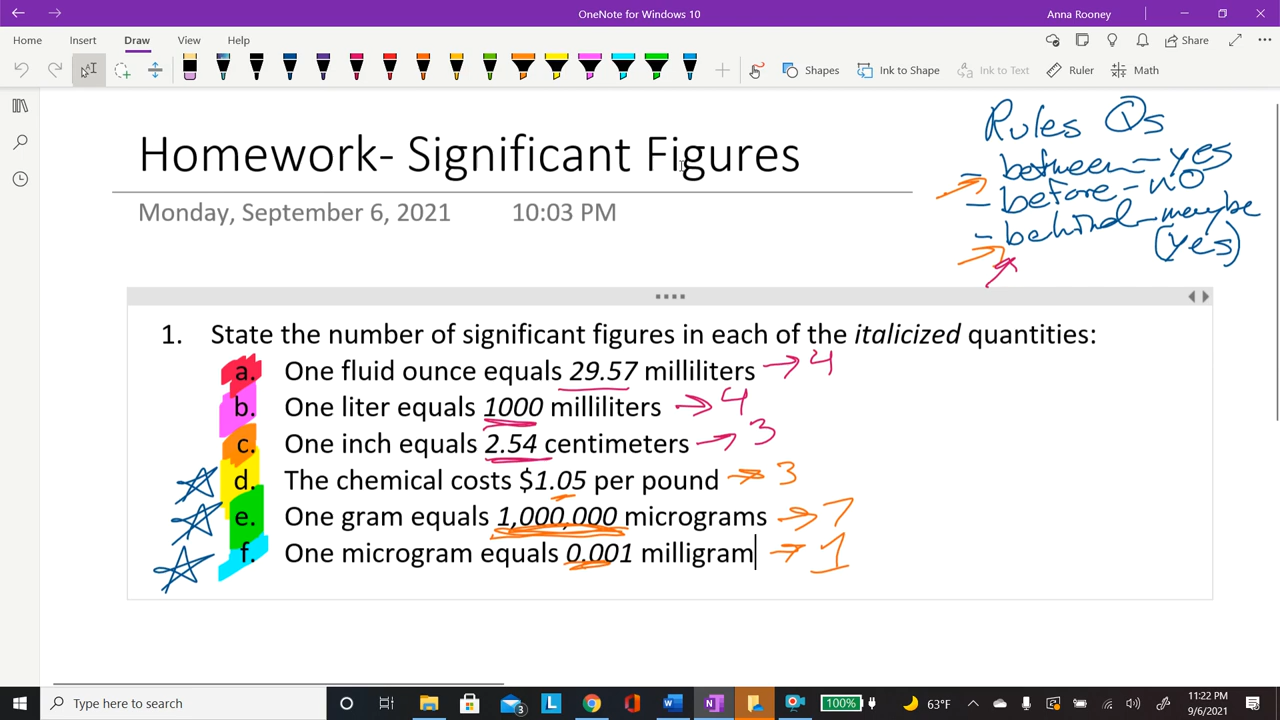 OneNote for Windows 10
Anna Rooney
Home Insert Draw View Help
Share
Shapes Ink to Shape Ink to Text Ruler Math
Rules Qs
- between - yes
- before - no
- behind - maybe
(yes)
Homework- Significant Figures
Monday, September 6, 2021 10:03 PM
1. State the number of significant figures in each of the italicized quantities:
a. One fluid ounce equals 29.57 milliliters → 4
b. One liter equals 1000 milliliters → 4
c. One inch equals 2.54 centimeters → 3
d. The chemical costs $1.05 per pound → 3
e. One gram equals 1,000,000 micrograms → 7
f. One microgram equals 0.001 milligram → 1
Type here to search
L
3
100%
63°F
11:22 PM
9/6/2021